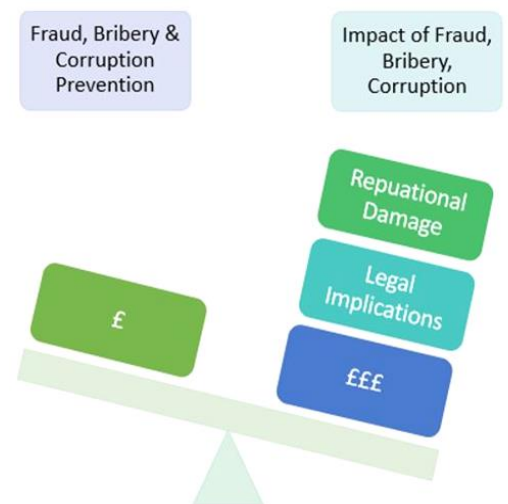 Fraud, Bribery &
Corruption
Prevention
Impact of Fraud,
Bribery,
Corruption
Repuational
Damage
Legal
Implications
£
£££